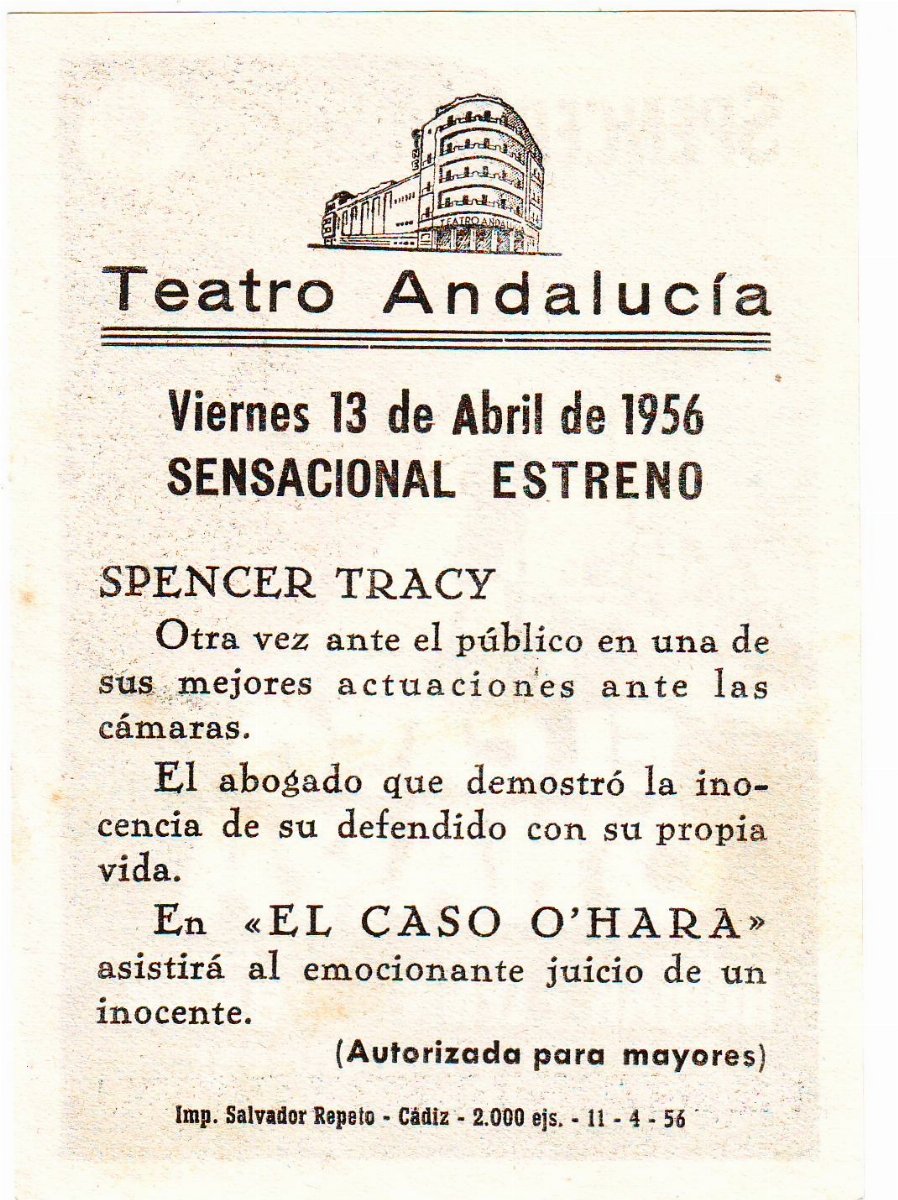 TEATRO ANDALU
Teatro Andalucía
Viernes 13 de Abril de 1956
SENSACIONAL ESTRENO
SPENCER TRACY
Otra vez ante el público en una de
sus mejores actuaciones ante las
cámaras.
El abogado que demostró la ino-
cencia de su defendido con su propia
vida.
En «EL CASO O'HARA»
asistirá al emocionante juicio de un
inocente.
(Autorizada para mayores)
Imp. Salvador Repeto - Cádiz - 2.000 ejs. - 11 - 4 - 56